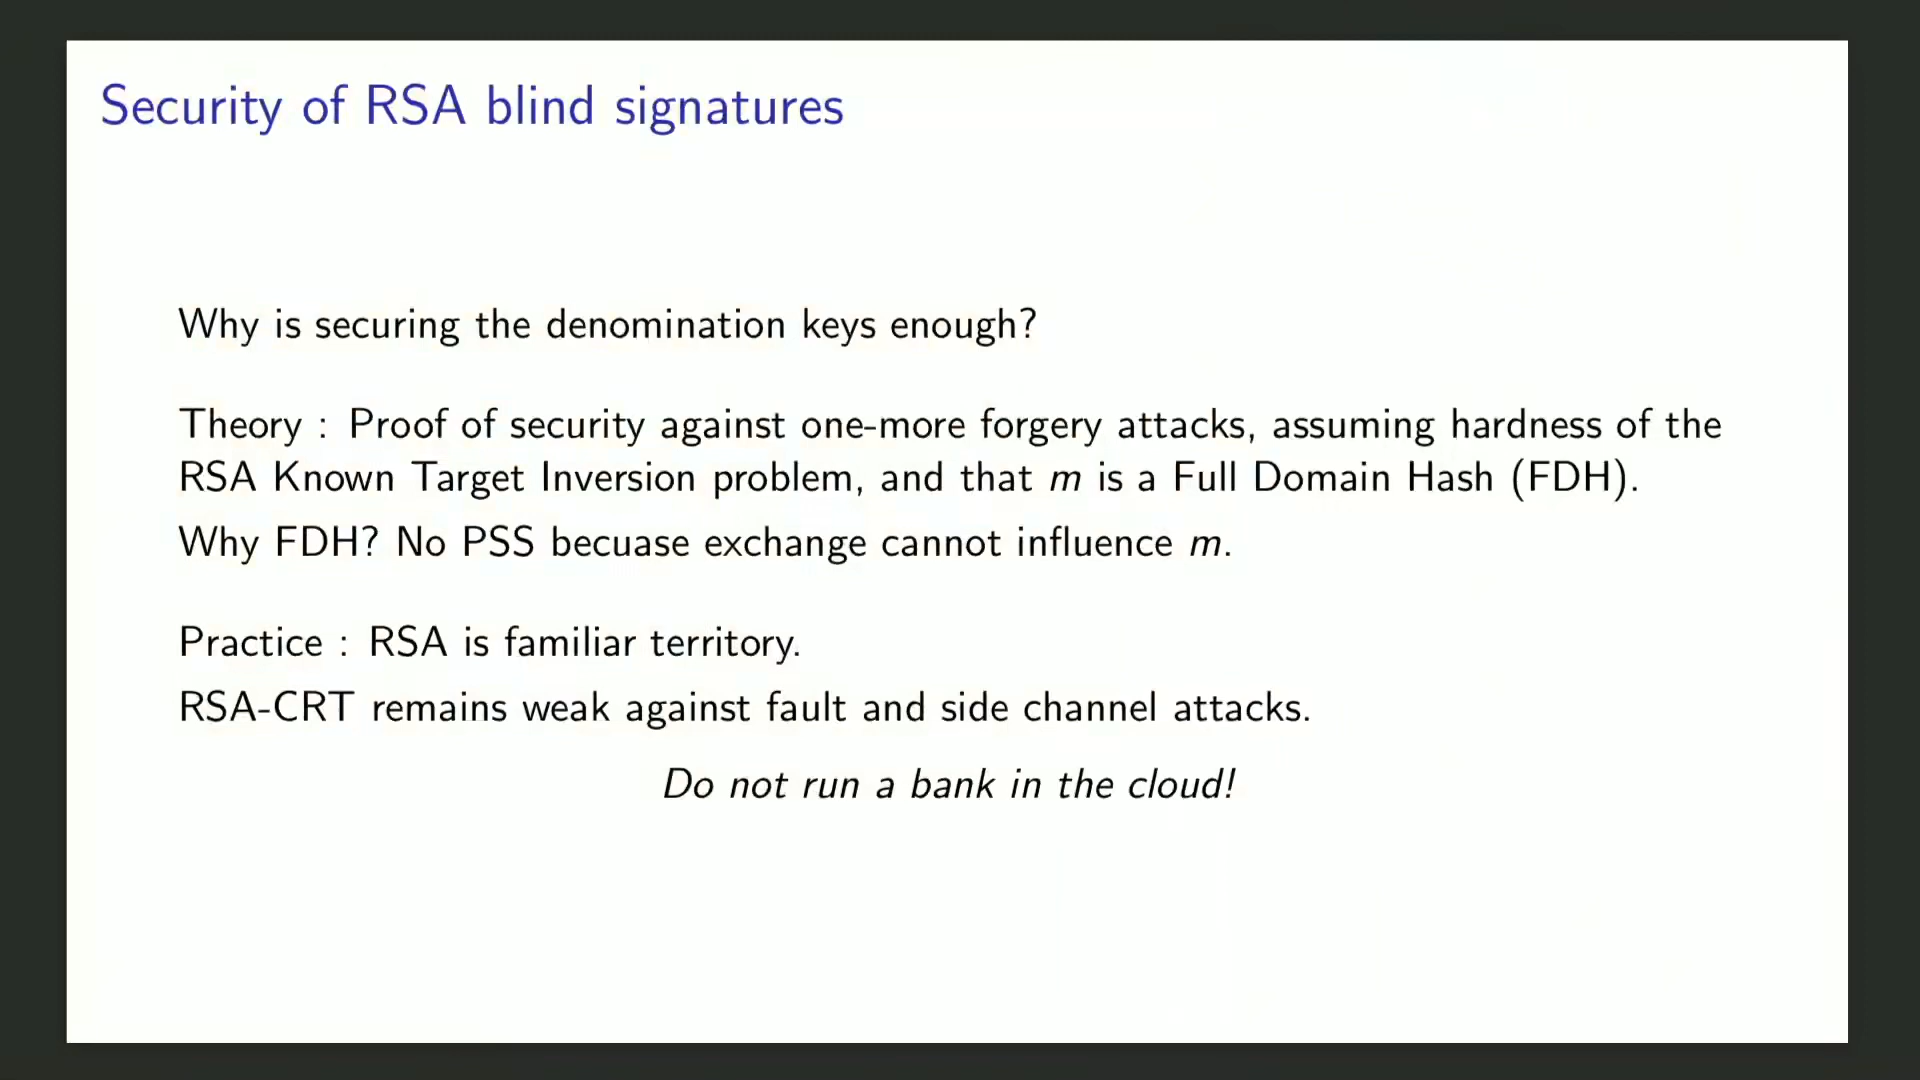 Security of RSA blind signatures
Why is securing the denomination keys enough?
Theory : Proof of security against one-more forgery attacks, assuming hardness of the
RSA Known Target Inversion problem, and that m is a Full Domain Hash (FDH).
Why FDH? No PSS becuase exchange cannot influence m.
Practice : RSA is familiar territory.
RSA-CRT remains weak against fault and side channel attacks.
Do not run a bank in the cloud!